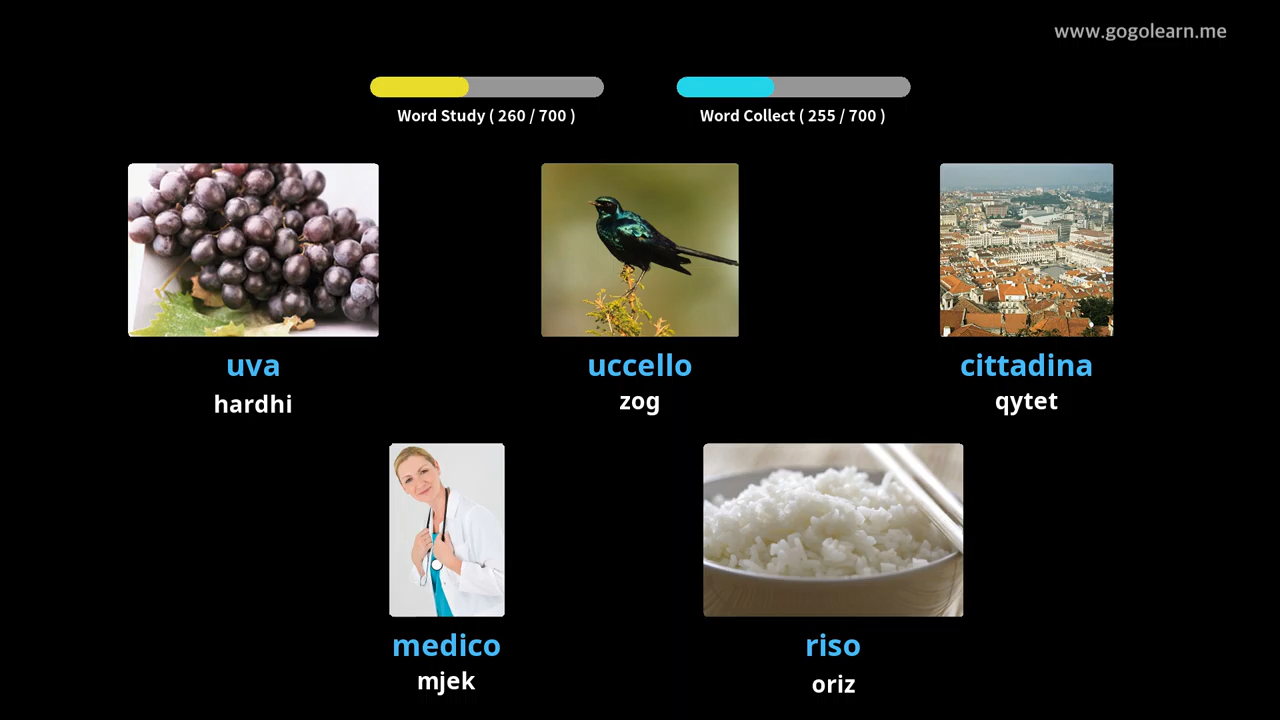 www.gogolearn.me
Word Study ( 260 / 700 )
Word Collect ( 255 / 700 )
uva
hardhi
uccello
zog
cittadina
qytet
medico
mjek
riso
oriz